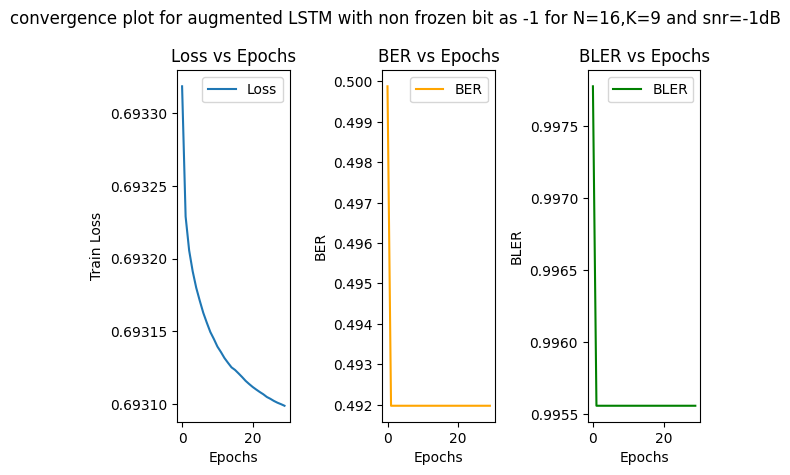 convergence plot for augmented LSTM with non frozen bit as -1 for N=16,K=9 and snr=-1dB
Loss vs Epochs
Loss
0.69330
0.69325
0.69320
0.69315
0.69310
Train Loss
0
20
Epochs
BER vs Epochs
BER
0.500
0.499
0.498
0.497
0.496
0.495
0.494
0.493
0.492
BER
0
20
Epochs
BLER vs Epochs
BLER
0.9975
0.9970
0.9965
0.9960
0.9955
BLER
0
20
Epochs